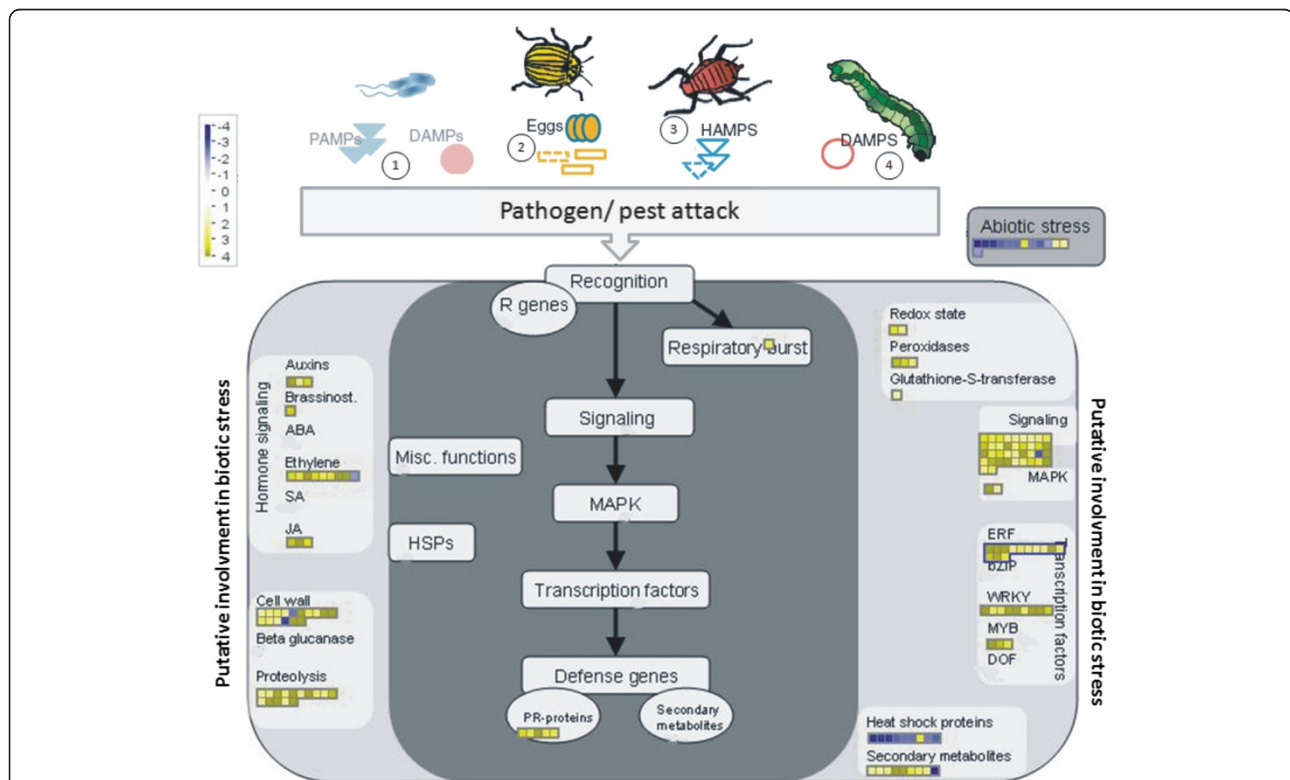 PAMPs
DAMPs
1
Eggs
2
3
HAMPS
DAMPS
4
-4
-3
-2
-1
0
1
2
3
4
Pathogen/ pest attack
Abiotic stress
Recognition
R genes
Respiratory burst
Signaling
MAPK
Transcription factors
Defense genes
PR-proteins
Secondary
metabolites
Misc. functions
HSPs
Putative involvment in biotic stress
Hormone signaling
Auxins
Brassinost.
ABA
Ethylene
SA
JA
Cell wall
Beta glucanase
Proteolysis
Redox state
Peroxidases
Glutathione-S-transferase
Signaling
MAPK
ERF
bZIP
WRKY
MYB
DOF
Transcription factors
Heat shock proteins
Secondary metabolites
Putative involvment in biotic stress